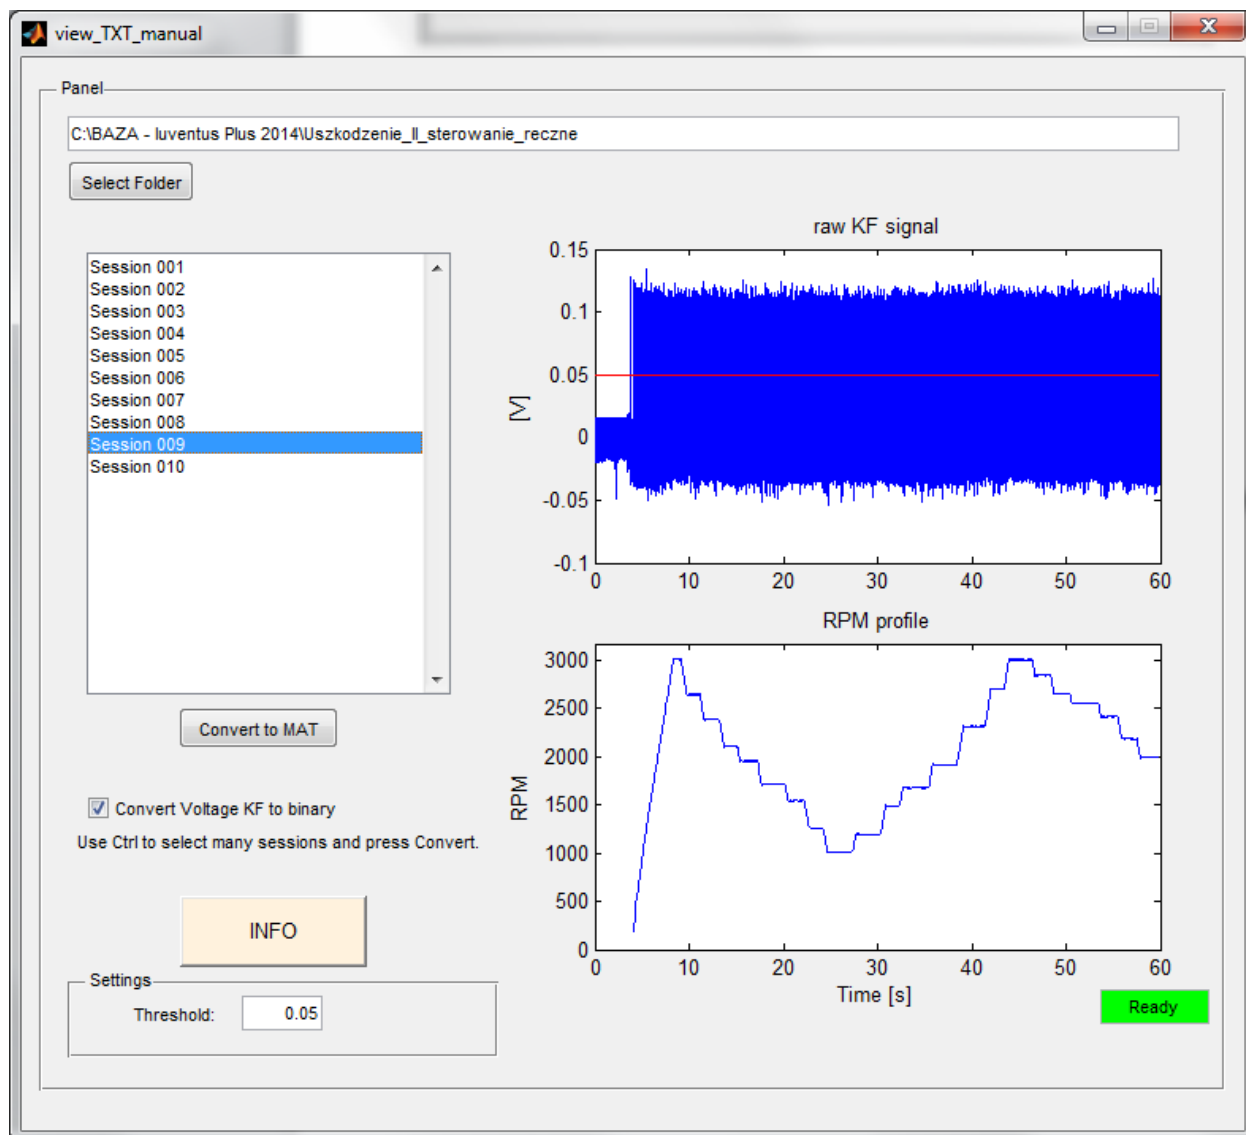 view_TXT_manual
Panel
C:\BAZA - Iuventus Plus 2014\Uszkodzenie_II_sterowanie_reczne
Select Folder
Session 001
Session 002
Session 003
Session 004
Session 005
Session 006
Session 007
Session 008
Session 009
Session 010
Convert to MAT
Convert Voltage KF to binary
Use Ctrl to select many sessions and press Convert.
INFO
Settings
Threshold: 0.05
raw KF signal
0.15
0.1
0.05
0
-0.05
-0.1
[V]
0 10 20 30 40 50 60
RPM profile
3000
2500
2000
1500
1000
500
0
RPM
0 10 20 30 40 50 60
Time [s]
Ready